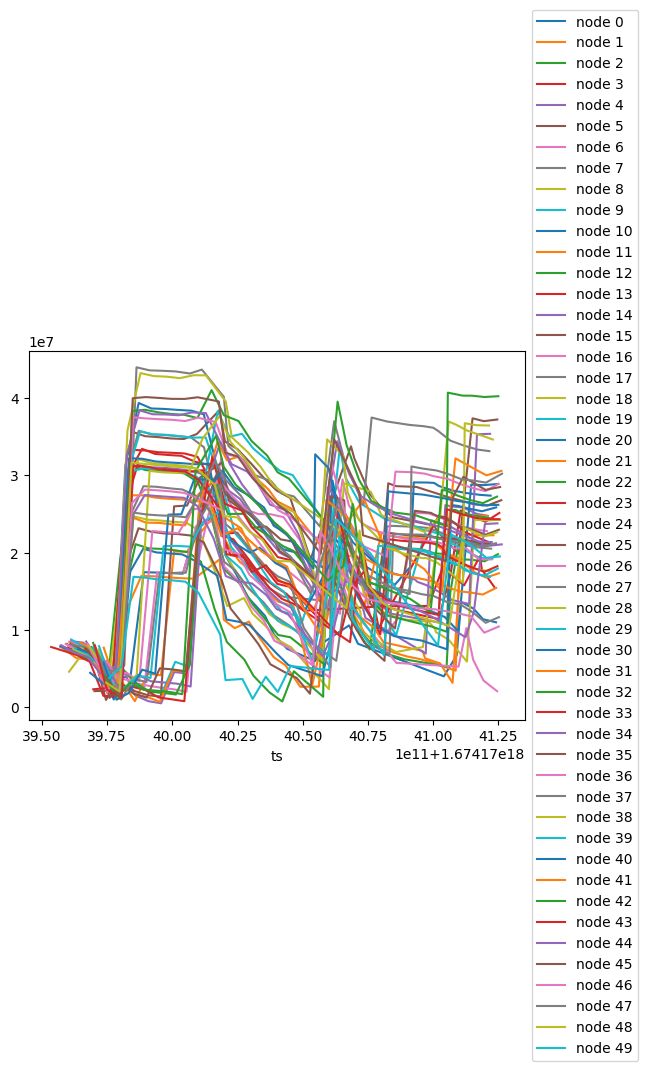 1e7
4
3
2
1
0
39.50 39.75 40.00 40.25 40.50 40.75 41.00 41.25
ts
1e11+1.67417e18
node 0
node 1
node 2
node 3
node 4
node 5
node 6
node 7
node 8
node 9
node 10
node 11
node 12
node 13
node 14
node 15
node 16
node 17
node 18
node 19
node 20
node 21
node 22
node 23
node 24
node 25
node 26
node 27
node 28
node 29
node 30
node 31
node 32
node 33
node 34
node 35
node 36
node 37
node 38
node 39
node 40
node 41
node 42
node 43
node 44
node 45
node 46
node 47
node 48
node 49